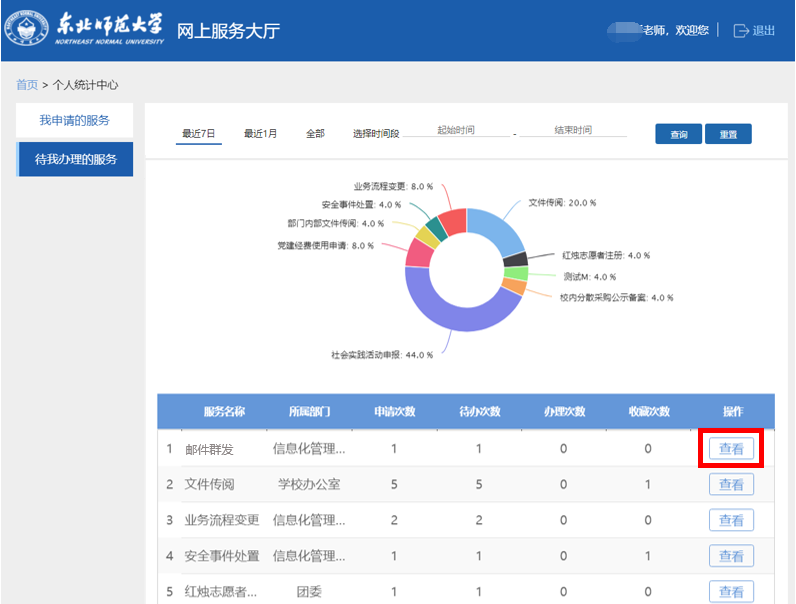 东北师范大学 网上服务大厅 老师，欢迎您 退出
NORTHEAST NORMAL UNIVERSITY
首页 > 个人统计中心
我申请的服务
待我办理的服务
最近7日 最近1月 全部 选择时间段 起始时间 - 结束时间 查询 重置
业务流程变更: 8.0 %
安全事件处置: 4.0 %
部门内部文件传阅: 4.0 %
党建经费使用申请: 8.0 %
文件传阅: 20.0 %
红烛志愿者注册: 4.0 %
测试M: 4.0 %
校内分散采购公示备案: 4.0 %
社会实践活动申报: 44.0 %
服务名称 所属部门 申请次数 待办次数 办理次数 收藏次数 操作
1 邮件群发 信息化管理... 1 1 0 0 查看
2 文件传阅 学校办公室 5 5 0 1 查看
3 业务流程变更 信息化管理... 2 2 0 0 查看
4 安全事件处置 信息化管理... 1 1 0 1 查看
5 红烛志愿者... 团委 1 1 0 0 查看